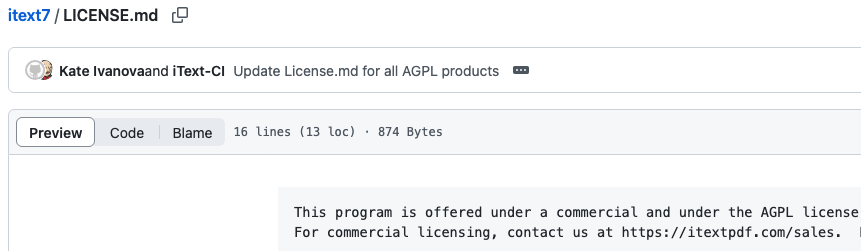 itext7 / LICENSE.md
Kate Ivanovaand iText-CI Update License.md for all AGPL products
Preview Code Blame 16 lines (13 loc) · 874 Bytes
This program is offered under a commercial and under the AGPL license
For commercial licensing, contact us at https://itextpdf.com/sales.